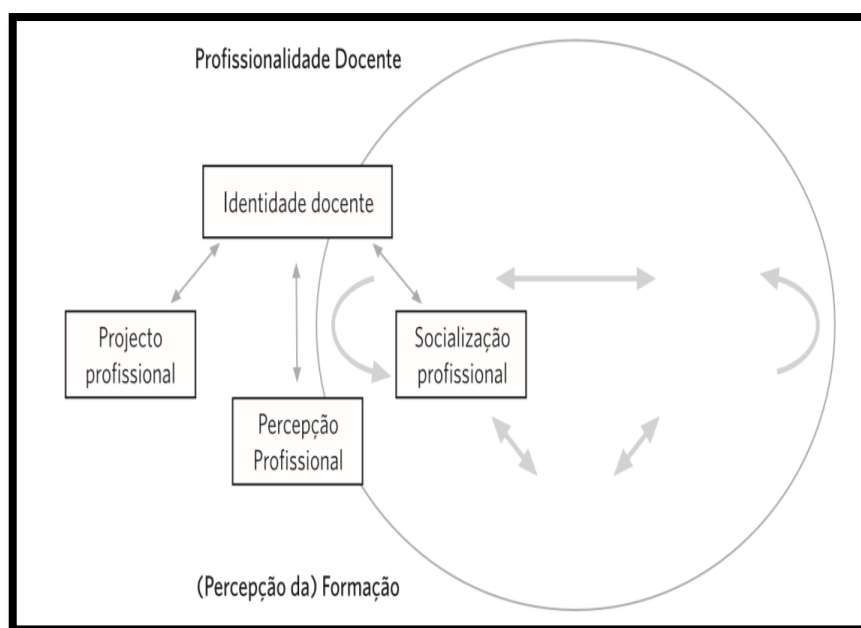 Profissionalidade Docente
Identidade docente
Projecto
profissional
Socialização
profissional
Percepção
Profissional
(Percepção da) Formação